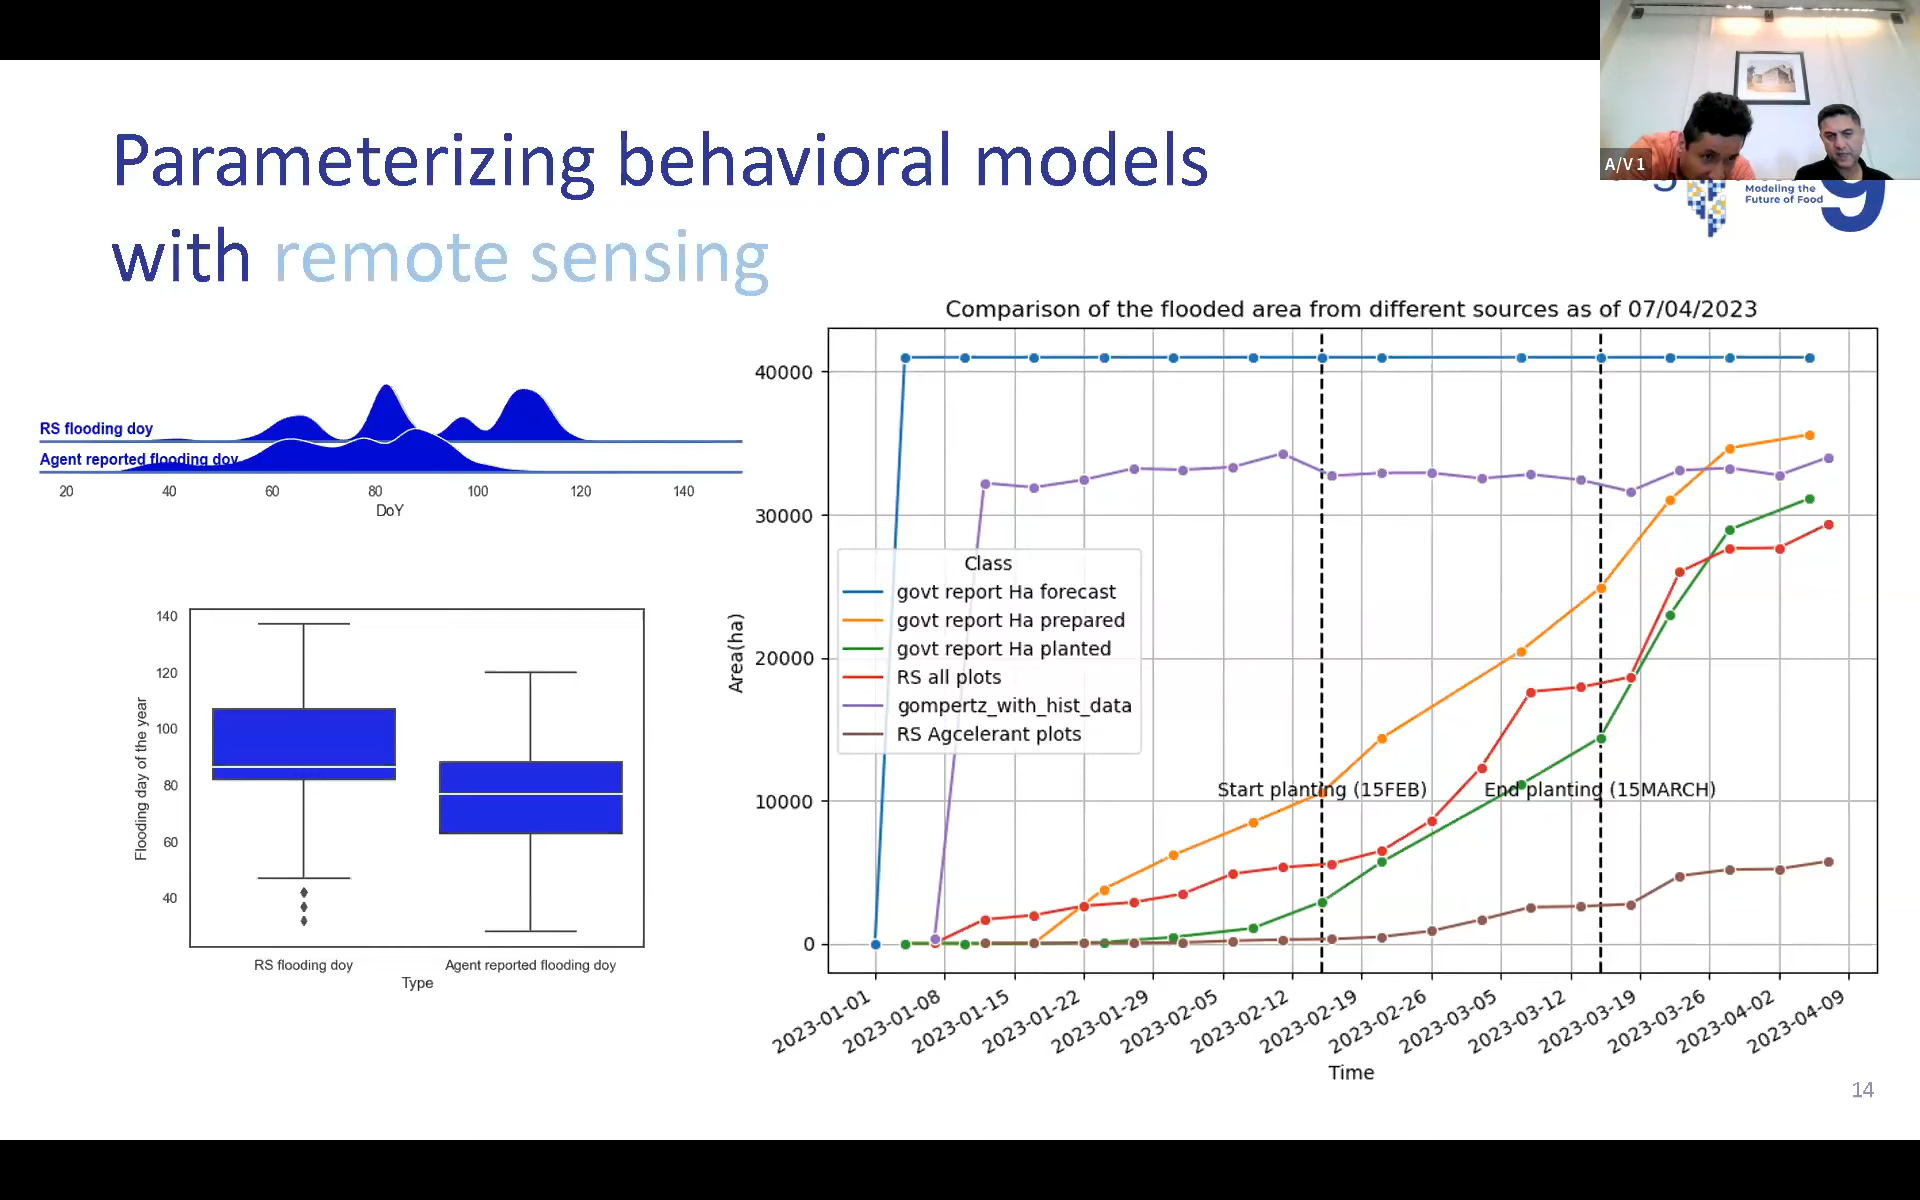 A/V 1
Parameterizing behavioral models
with remote sensing
Modeling the
Future of Food
9
RS flooding doy
Agent reported flooding doy
20 40 60 80 100 120 140
DoY
140
120
100
80
60
40
Flooding day of the year
RS flooding doy Agent reported flooding doy
Type
Comparison of the flooded area from different sources as of 07/04/2023
40000
30000
20000
10000
0
Area(ha)
Class
govt report Ha forecast
govt report Ha prepared
govt report Ha planted
RS all plots
gompertz_with_hist_data
RS Agcelerant plots
Start planting (15FEB) End planting (15MARCH)
2023-01-01 2023-01-08 2023-01-15 2023-01-22 2023-01-29 2023-02-05 2023-02-12 2023-02-19 2023-02-26 2023-03-05 2023-03-12 2023-03-19 2023-03-26 2023-04-02 2023-04-09
Time
14